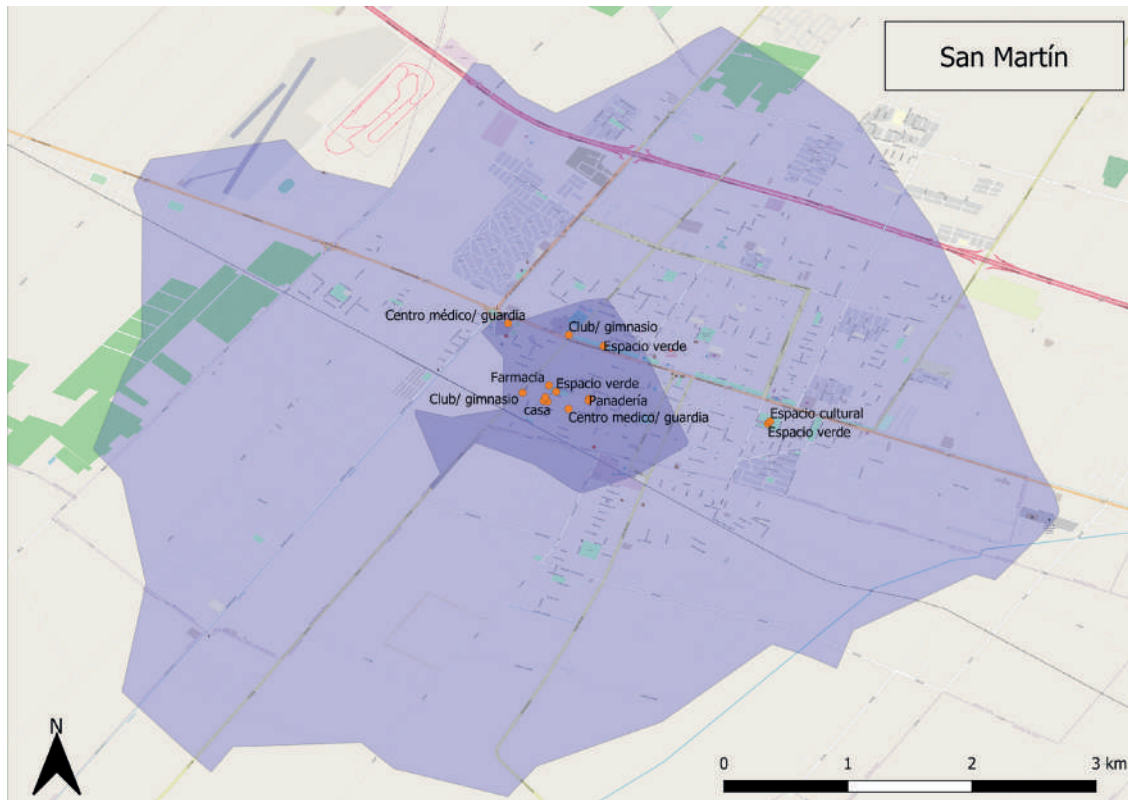 San Martín
Centro médico/ guardia
Club/ gimnasio
Espacio verde
Farmacía
Espacio verde
Club/ gimnasio
Panadería
casa
Centro medico/ guardia
Espacio cultural
Espacio verde
N
0 1 2 3 km